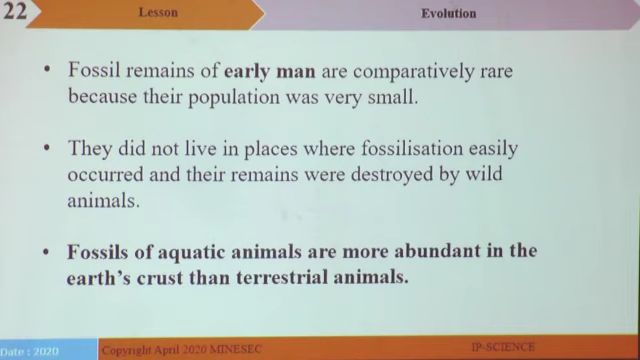 22
Lesson
Evolution
• Fossil remains of early man are comparatively rare
because their population was very small.
• They did not live in places where fossilisation easily
occurred and their remains were destroyed by wild
animals.
• Fossils of aquatic animals are more abundant in the
earth's crust than terrestrial animals.
Date : 2020
Copyright April 2020 MINESEC
IP-SCIENCE